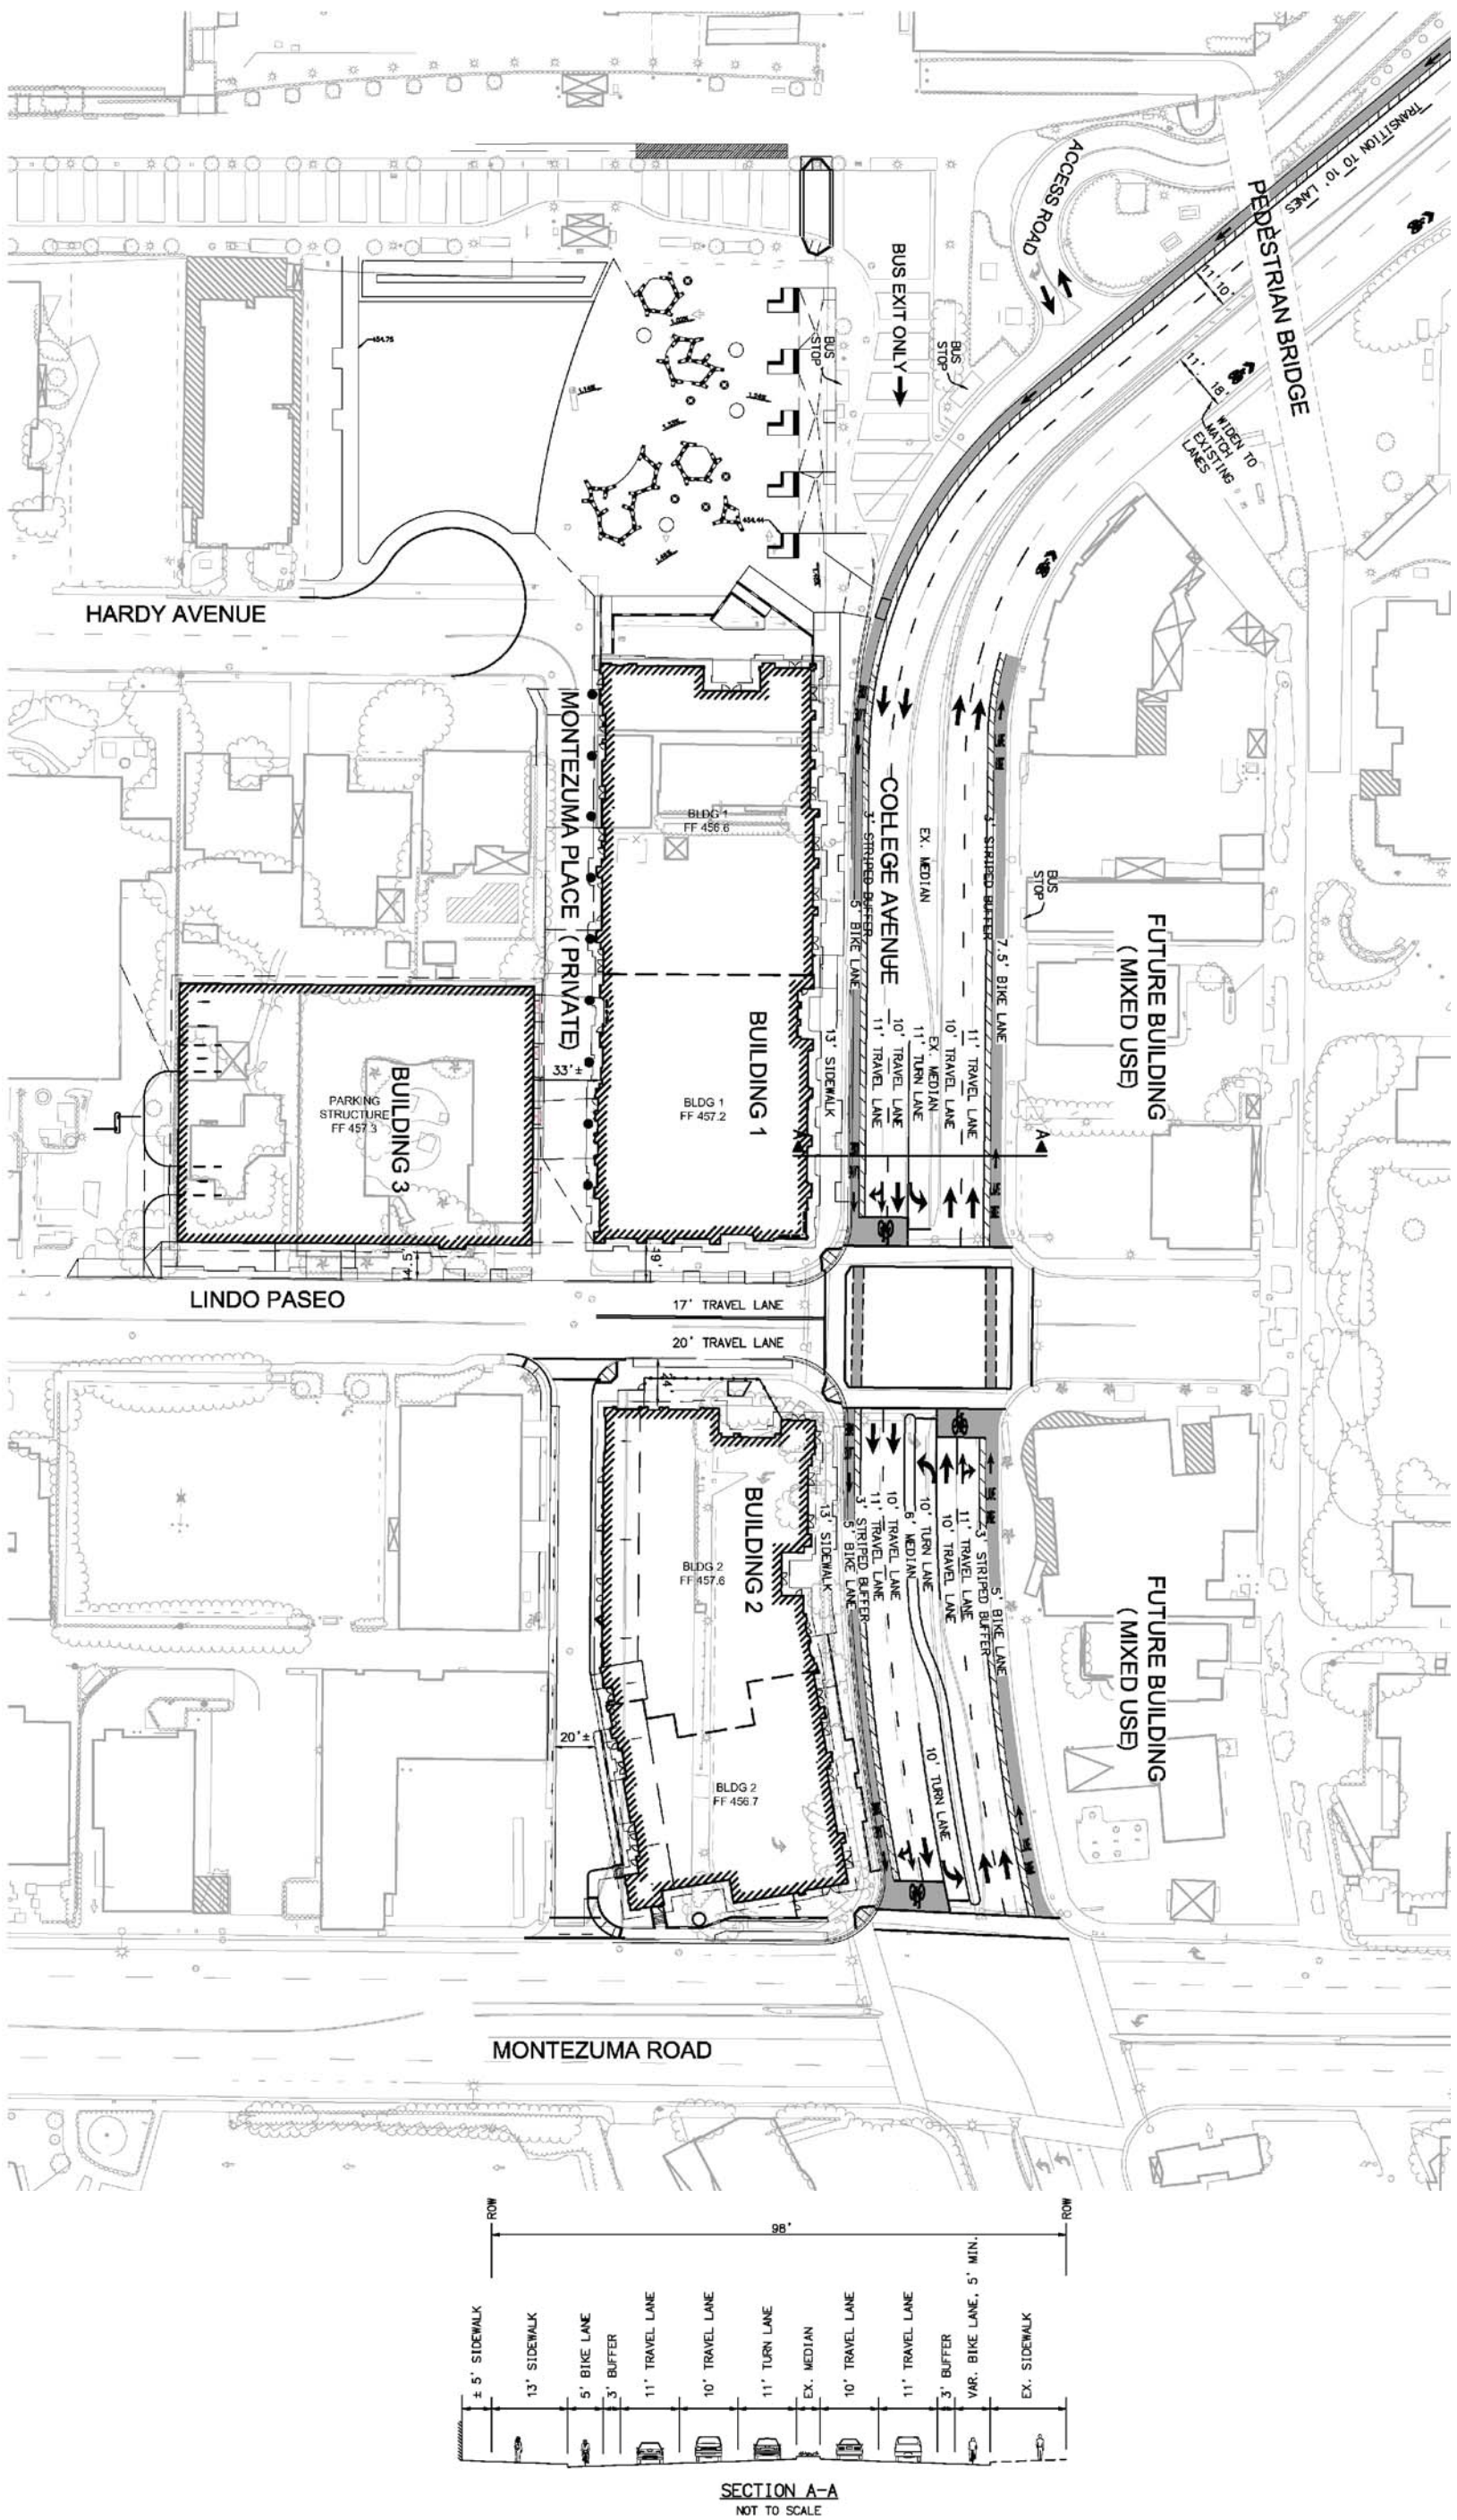 TRANSITION TO 10' LANES
ACCESS ROAD
PEDESTRIAN BRIDGE
11'
10'
BUS EXIT ONLY
BUS
STOP
BUS
STOP
454.75
11'
18'
WIDEN TO
MATCH
EXISTING
LANES
454.44
HARDY AVENUE
MONTEZUMA PLACE (PRIVATE)
COLLEGE AVENUE
EX. MEDIAN
3' STRIPED BUFFER
5' BIKE LANE
3' STRIPED BUFFER
7.5' BIKE LANE
BUS
STOP
FUTURE BUILDING
(MIXED USE)
BLDG 1
FF 456.6
BUILDING 1
BLDG 1
FF 457.2
13' SIDEWALK
11' TRAVEL LANE
10' TRAVEL LANE
11' TURN LANE
EX. MEDIAN
10' TRAVEL LANE
11' TRAVEL LANE
A
A
33'±
BUILDING 3
PARKING
STRUCTURE
FF 457.3
19'
LINDO PASEO
17' TRAVEL LANE
20' TRAVEL LANE
24'
BUILDING 2
BLDG 2
FF 457.6
13' SIDEWALK
5' BIKE LANE
3' STRIPED BUFFER
11' TRAVEL LANE
10' TRAVEL LANE
6' MEDIAN
10' TURN LANE
10' TRAVEL LANE
11' TRAVEL LANE
3' STRIPED BUFFER
5' BIKE LANE
FUTURE BUILDING
(MIXED USE)
20'±
BLDG 2
FF 456.7
10' TURN LANE
MONTEZUMA ROAD
ROW
98'
ROW
± 5' SIDEWALK
13' SIDEWALK
5' BIKE LANE
3' BUFFER
11' TRAVEL LANE
10' TRAVEL LANE
11' TURN LANE
EX. MEDIAN
10' TRAVEL LANE
11' TRAVEL LANE
3' BUFFER
VAR. BIKE LANE, 5' MIN.
EX. SIDEWALK
SECTION A-A
NOT TO SCALE